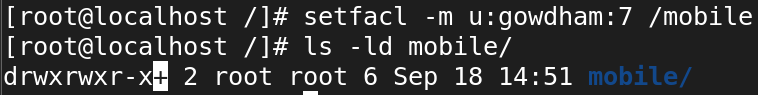 [root@localhost /]# setfacl -m u:gowdham:7 /mobile
[root@localhost /]# ls -ld mobile/
drwxrwxr-x+ 2 root root 6 Sep 18 14:51 mobile/